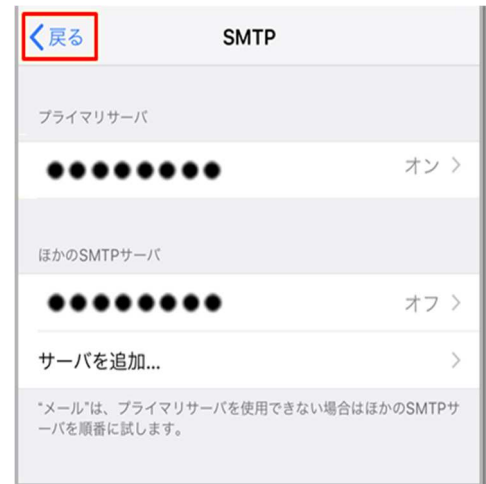 戻る SMTP
プライマリサーバ
●●●●●●●● オン
ほかのSMTPサーバ
●●●●●●●● オフ
サーバを追加...
“メール”は、プライマリサーバを使用できない場合はほかのSMTPサ
ーバを順番に試します。